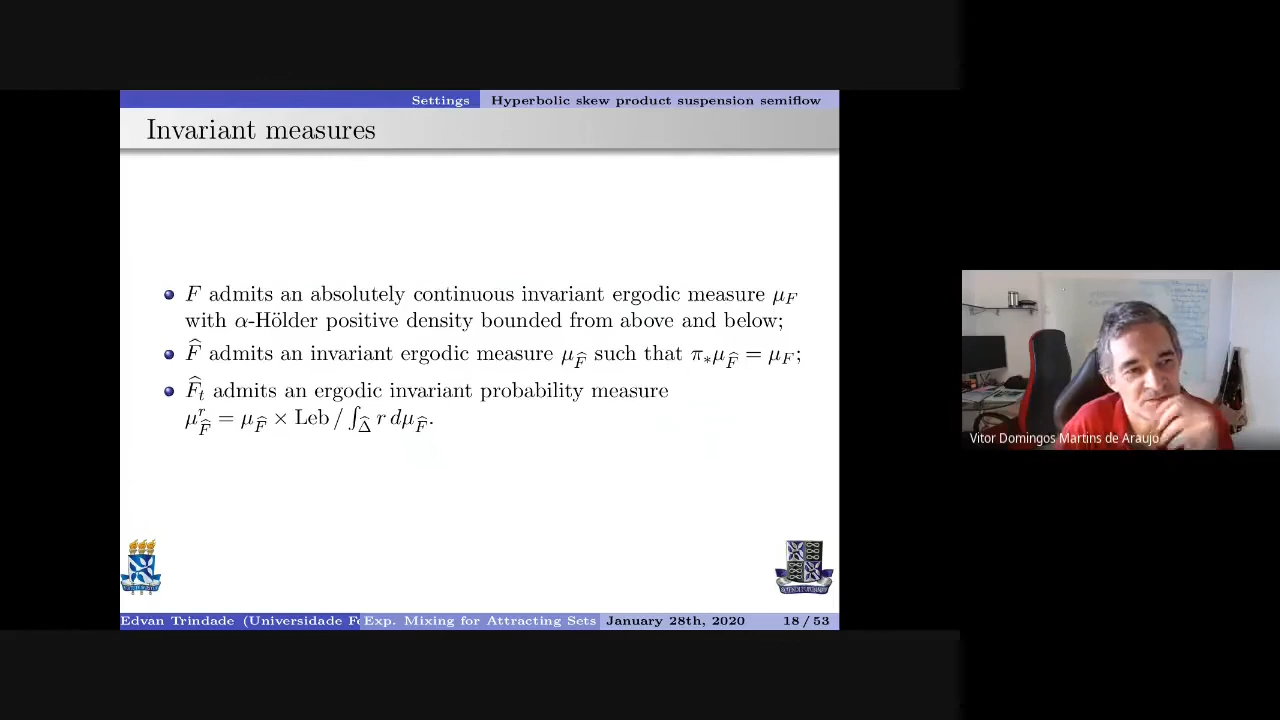 Settings
Hyperbolic skew product suspension semiflow
Invariant measures
F admits an absolutely continuous invariant ergodic measure μ_F
with α-Hölder positive density bounded from above and below;
F̂ admits an invariant ergodic measure μ_F̂ such that π_*μ_F̂ = μ_F;
F̂_t admits an ergodic invariant probability measure
μ^r_F̂ = μ_F̂ × Leb / ∫_Δ̂ r dμ_F̂.
Vitor Domingos Martins de Araujo
Edvan Trindade (Universidade Fe
Exp. Mixing for Attracting Sets
January 28th, 2020
18 / 53